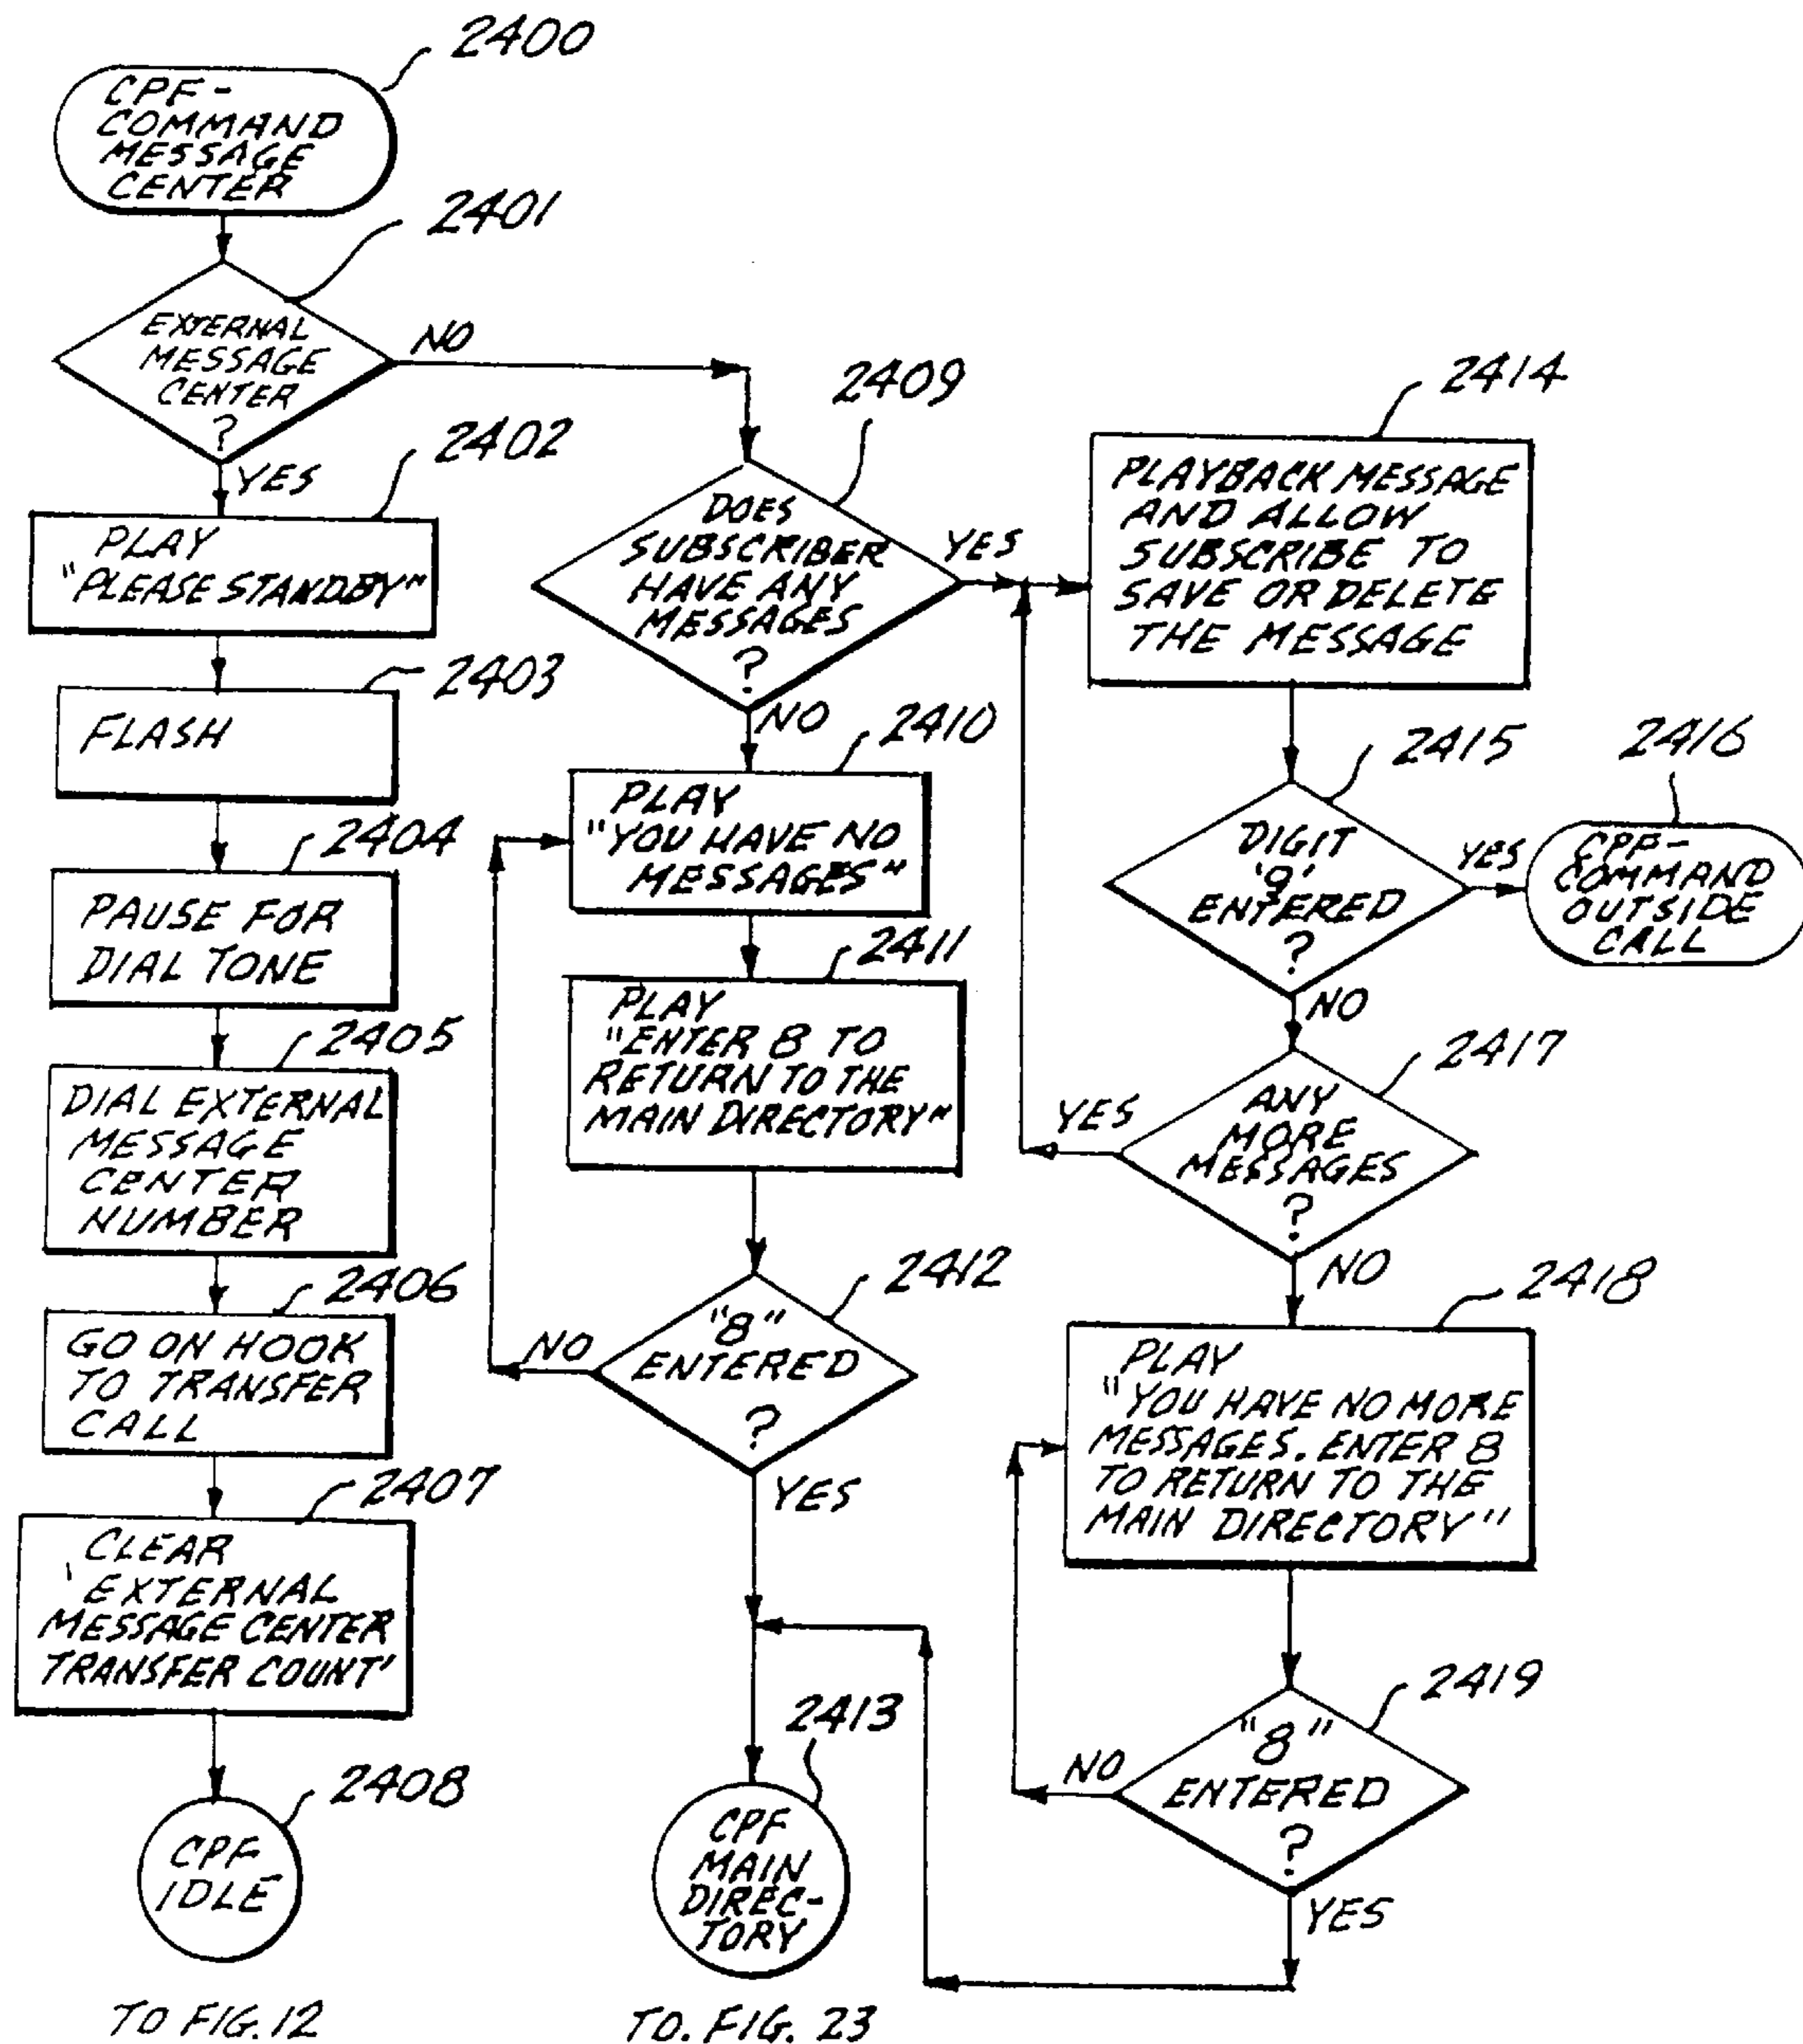 2400
CPF-
COMMAND
MESSAGE
CENTER
2401
EXTERNAL
MESSAGE
CENTER
?
NO
YES
2402
PLAY
"PLEASE STANDBY"
2403
FLASH
2404
PAUSE FOR
DIAL TONE
2405
DIAL EXTERNAL
MESSAGE
CENTER
NUMBER
2406
GO ON HOOK
TO TRANSFER
CALL
2407
CLEAR
'EXTERNAL
MESSAGE CENTER
TRANSFER COUNT'
2408
CPF
IDLE
TO FIG. 12
2409
DOES
SUBSCRIBER
HAVE ANY
MESSAGES
?
YES
NO
2410
PLAY
"YOU HAVE NO
MESSAGES"
2411
PLAY
"ENTER 8 TO
RETURN TO THE
MAIN DIRECTORY"
2412
"8"
ENTERED
?
NO
YES
2413
CPF
MAIN
DIREC-
TORY
TO. FIG. 23
2414
PLAYBACK MESSAGE
AND ALLOW
SUBSCRIBE TO
SAVE OR DELETE
THE MESSAGE
2415
DIGIT
'9'
ENTERED
?
YES
NO
2416
CPF-
COMMAND
OUTSIDE
CALL
2417
ANY
MORE
MESSAGES
?
YES
NO
2418
PLAY
"YOU HAVE NO MORE
MESSAGES. ENTER 8
TO RETURN TO THE
MAIN DIRECTORY"
2419
"8"
ENTERED
?
NO
YES